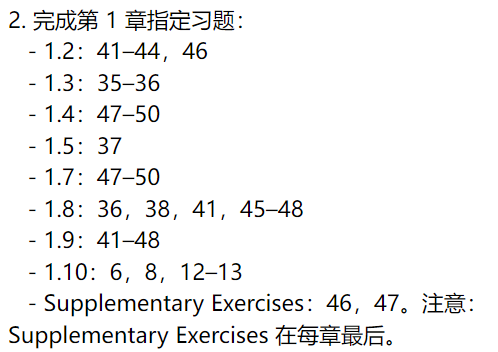 2. 完成第 1 章指定习题：
- 1.2：41–44，46
- 1.3：35–36
- 1.4：47–50
- 1.5：37
- 1.7：47–50
- 1.8：36，38，41，45–48
- 1.9：41–48
- 1.10：6，8，12–13
- Supplementary Exercises：46，47。注意：
Supplementary Exercises 在每章最后。